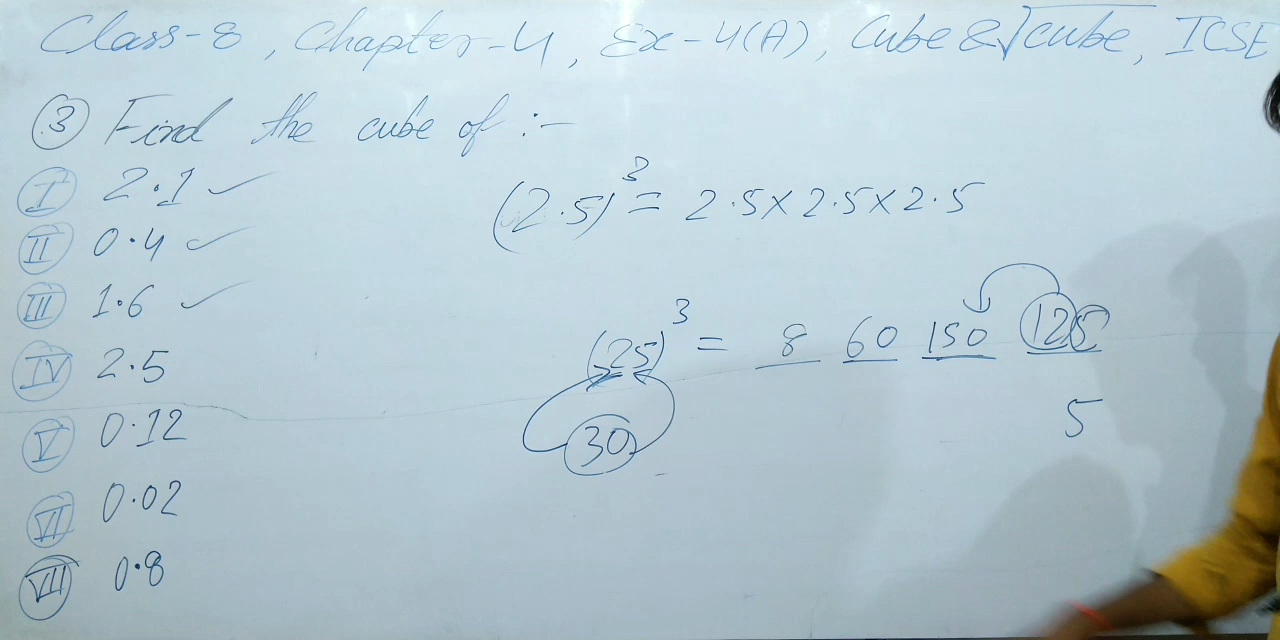 Class-8, Chapter-4, Ex-4(A), Cube & √cube, ICSE
③ Find the cube of :-
Ⅰ 2.1 ✓
Ⅱ 0.4 ✓
Ⅲ 1.6 ✓
Ⅳ 2.5
Ⅴ 0.12
Ⅵ 0.02
Ⅶ 0.8
(2.5)³ = 2.5×2.5×2.5
(25)³ = 8 60 150 125
30
5